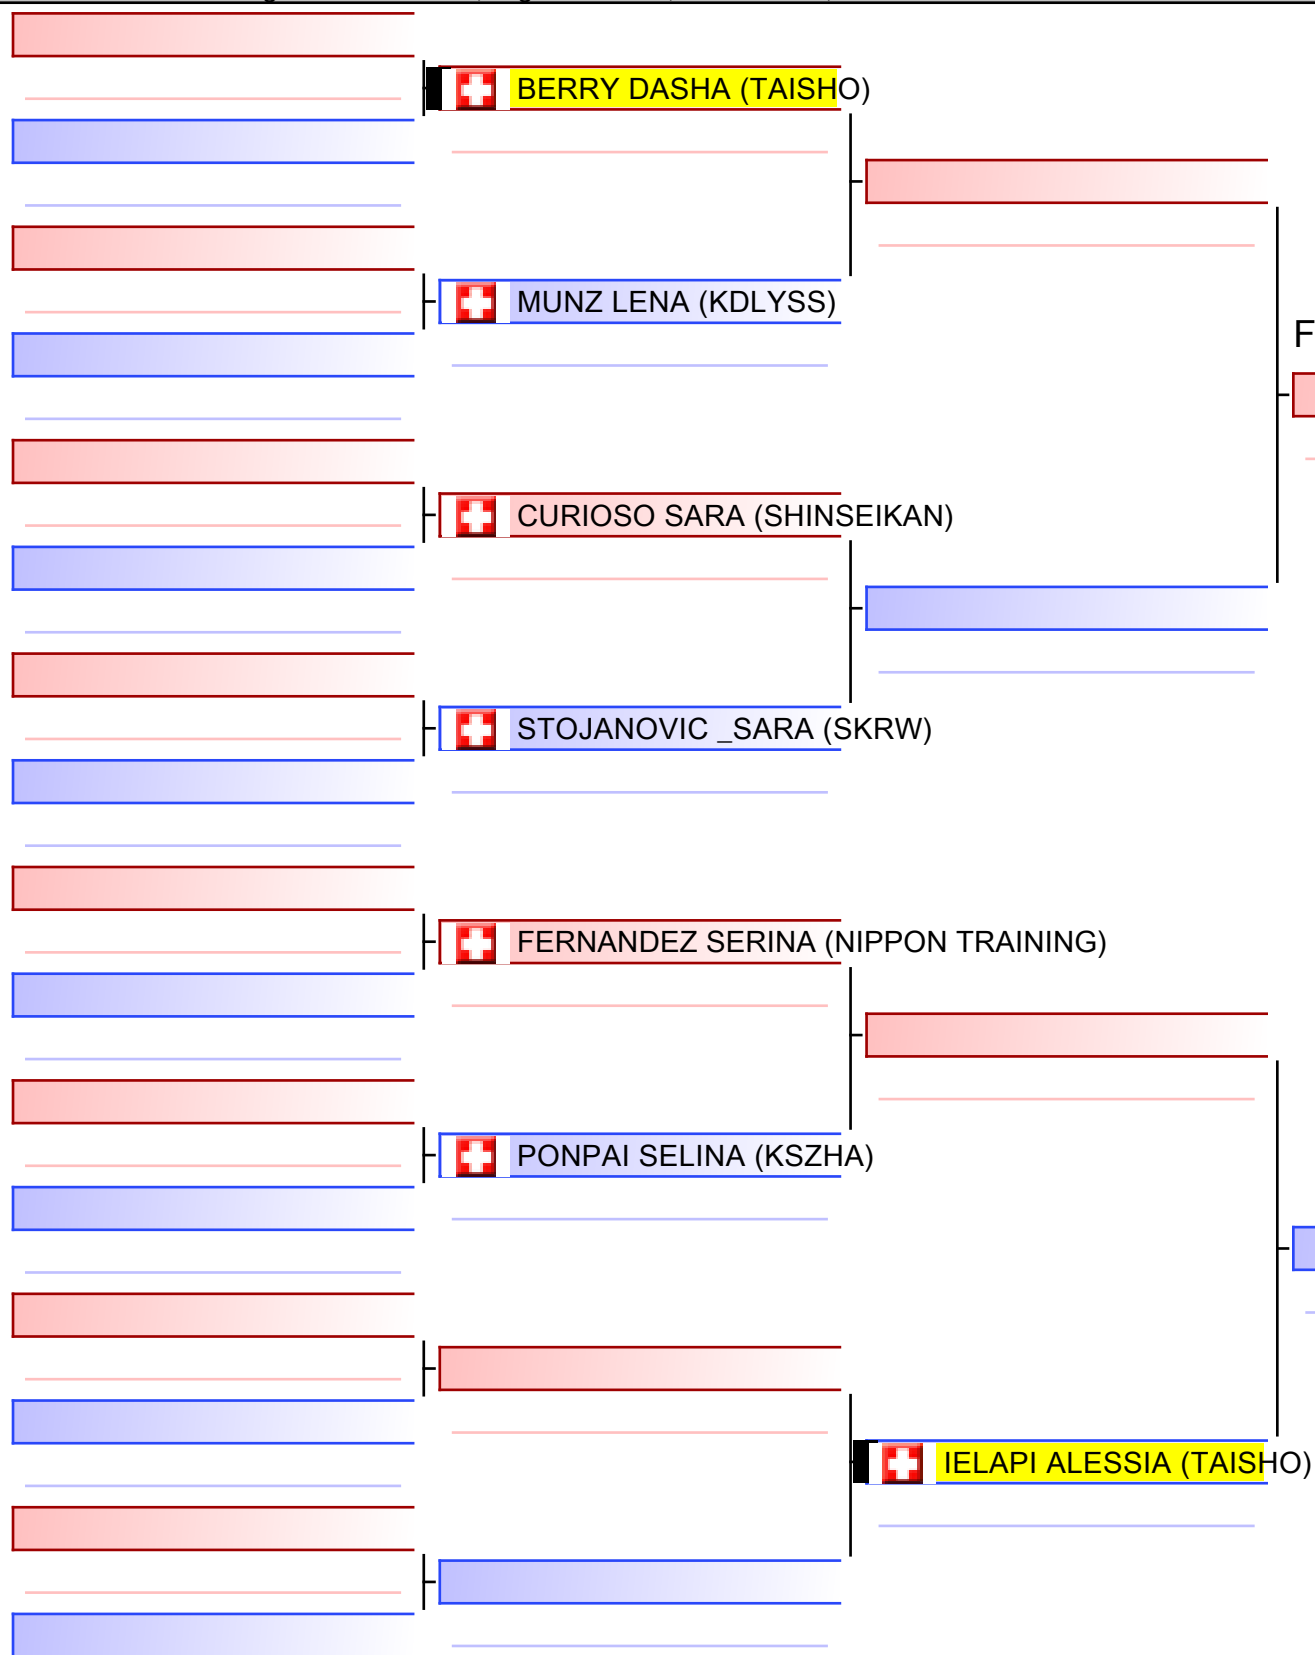 BERRY DASHA (TAISHO)
MUNZ LENA (KDLYSS)
F
CURIOSO SARA (SHINSEIKAN)
STOJANOVIC _SARA (SKRW)
FERNANDEZ SERINA (NIPPON TRAINING)
PONPAI SELINA (KSZHA)
IELAPI ALESSIA (TAISHO)